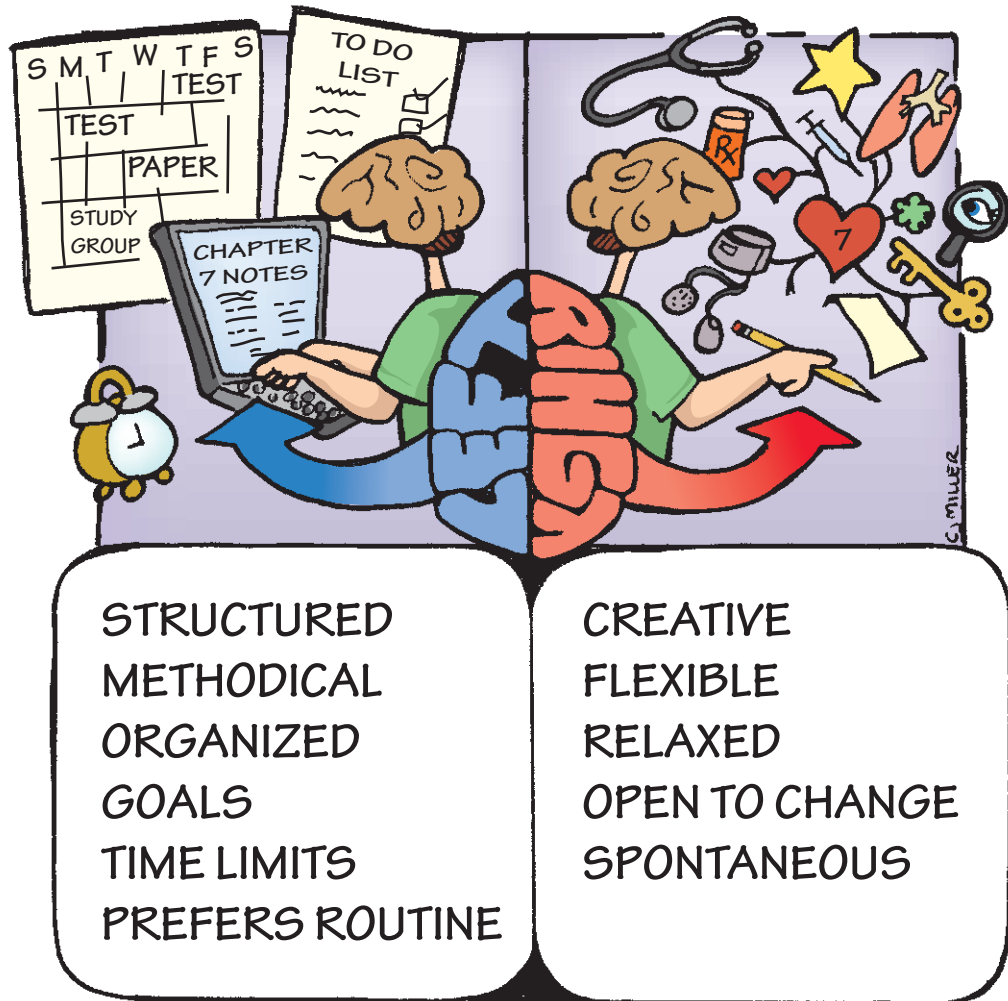 S M T W T F S
TEST
TEST
PAPER
STUDY
GROUP
TO DO
LIST
CHAPTER
7 NOTES
Rx
7
LEFT
RIGHT
C. MILLER
STRUCTURED
METHODICAL
ORGANIZED
GOALS
TIME LIMITS
PREFERS ROUTINE
CREATIVE
FLEXIBLE
RELAXED
OPEN TO CHANGE
SPONTANEOUS